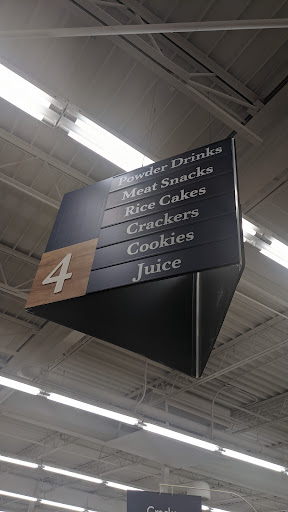 Powder Drinks
Meat Snacks
Rice Cakes
Crackers
Cookies
Juice
4